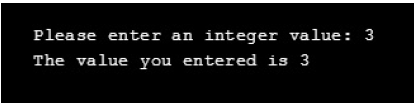 Please enter an integer value: 3
The value you entered is 3